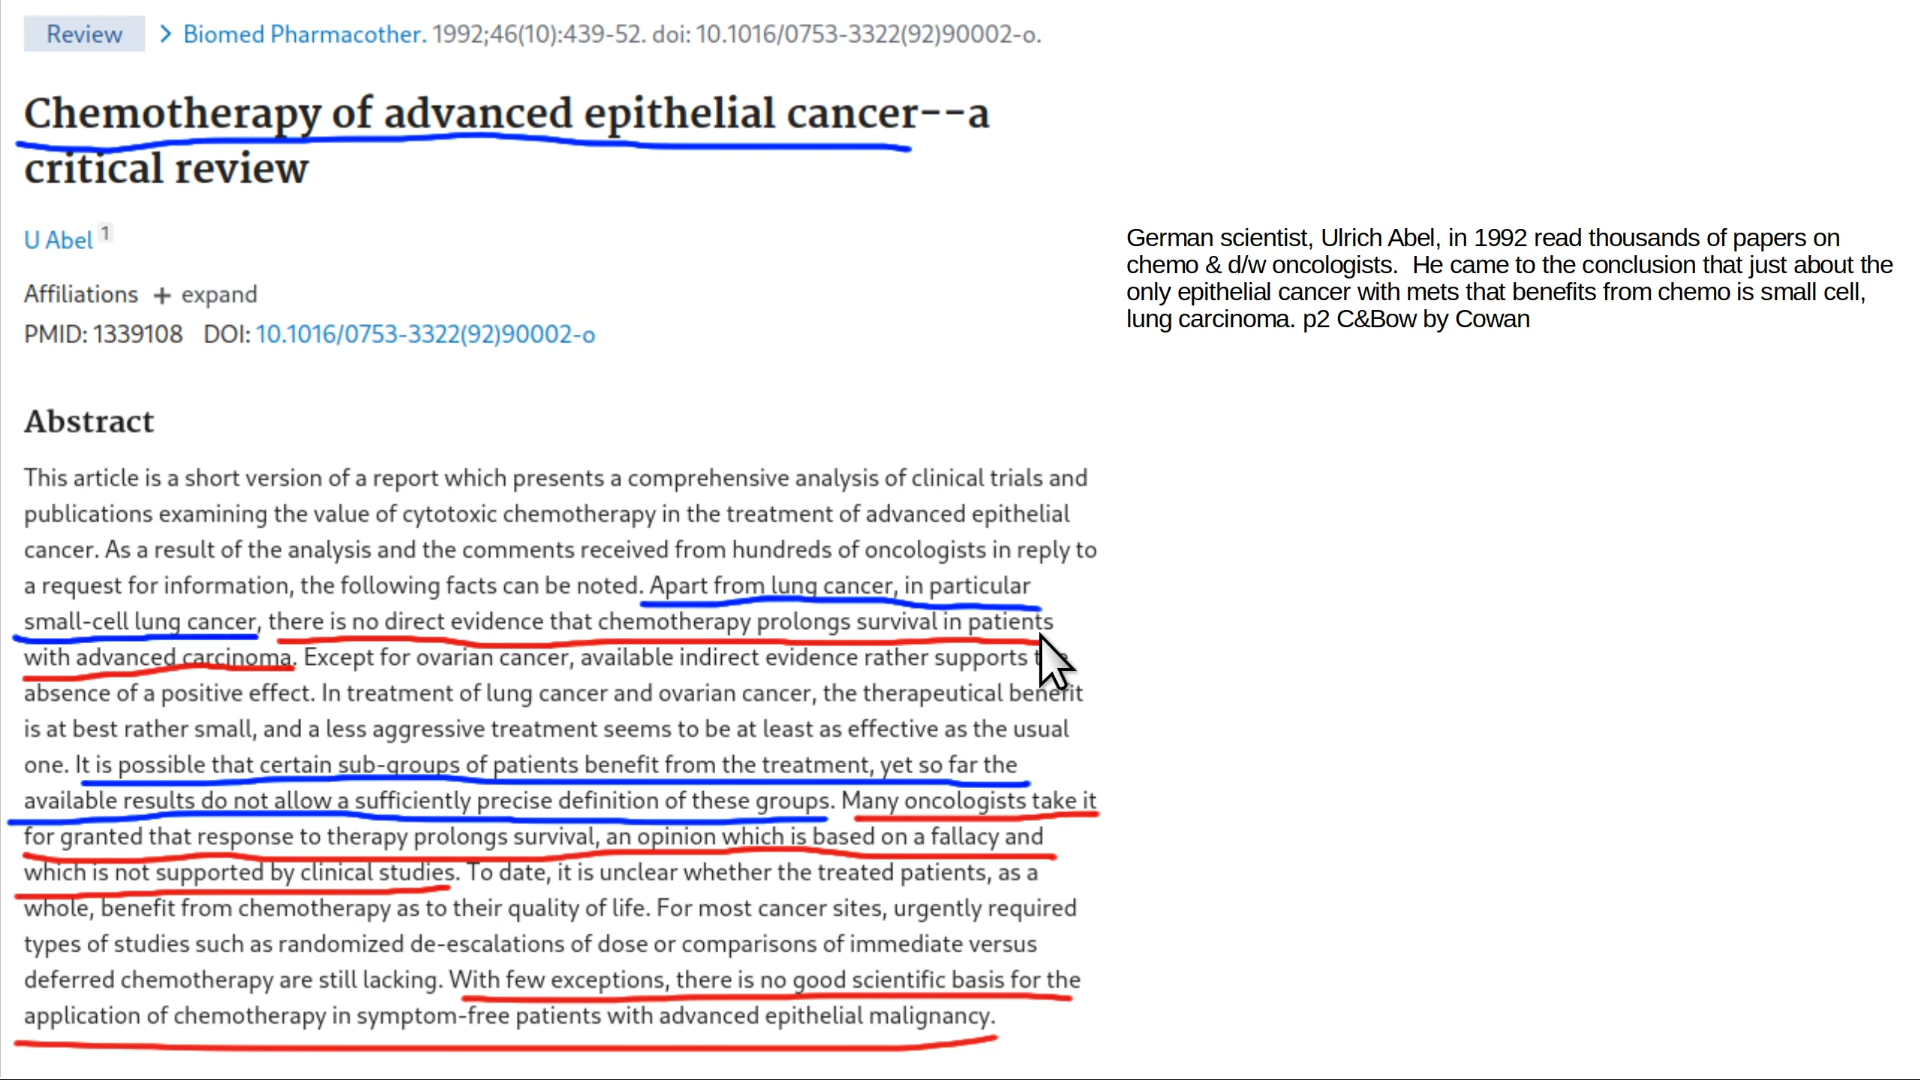 Review > Biomed Pharmacother. 1992;46(10):439-52. doi: 10.1016/0753-3322(92)90002-o.
Chemotherapy of advanced epithelial cancer--a
critical review
U Abel 1
Affiliations + expand
PMID: 1339108 DOI: 10.1016/0753-3322(92)90002-o
Abstract
This article is a short version of a report which presents a comprehensive analysis of clinical trials and
publications examining the value of cytotoxic chemotherapy in the treatment of advanced epithelial
cancer. As a result of the analysis and the comments received from hundreds of oncologists in reply to
a request for information, the following facts can be noted. Apart from lung cancer, in particular
small-cell lung cancer, there is no direct evidence that chemotherapy prolongs survival in patients
with advanced carcinoma. Except for ovarian cancer, available indirect evidence rather supports
absence of a positive effect. In treatment of lung cancer and ovarian cancer, the therapeutical benefit
is at best rather small, and a less aggressive treatment seems to be at least as effective as the usual
one. It is possible that certain sub-groups of patients benefit from the treatment, yet so far the
available results do not allow a sufficiently precise definition of these groups. Many oncologists take it
for granted that response to therapy prolongs survival, an opinion which is based on a fallacy and
which is not supported by clinical studies. To date, it is unclear whether the treated patients, as a
whole, benefit from chemotherapy as to their quality of life. For most cancer sites, urgently required
types of studies such as randomized de-escalations of dose or comparisons of immediate versus
deferred chemotherapy are still lacking. With few exceptions, there is no good scientific basis for the
application of chemotherapy in symptom-free patients with advanced epithelial malignancy.
German scientist, Ulrich Abel, in 1992 read thousands of papers on
chemo & d/w oncologists. He came to the conclusion that just about the
only epithelial cancer with mets that benefits from chemo is small cell,
lung carcinoma. p2 C&Bow by Cowan